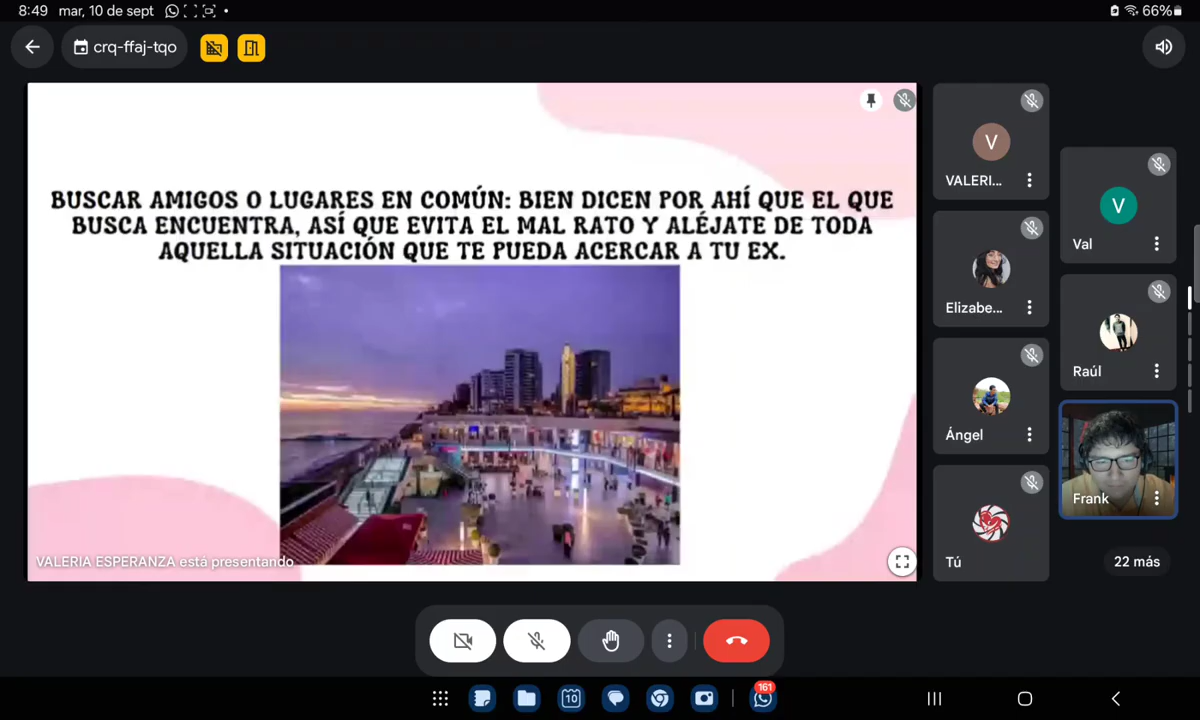 8:49 mar, 10 de sept
66%
crq-ffaj-tqo
BUSCAR AMIGOS O LUGARES EN COMÚN: BIEN DICEN POR AHÍ QUE EL QUE
BUSCA ENCUENTRA, ASÍ QUE EVITA EL MAL RATO Y ALÉJATE DE TODA
AQUELLA SITUACIÓN QUE TE PUEDA ACERCAR A TU EX.
VALERIA ESPERANZA está presentando
V
VALERI...
V
Val
Elizabe...
Raúl
Ángel
Frank
Tú
22 más
10
161